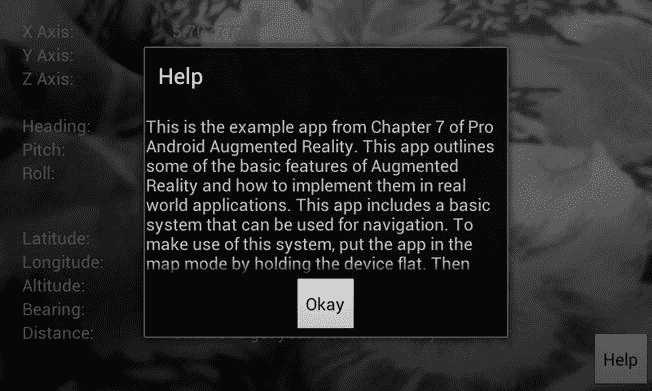 X Axis:
Y Axis:
Z Axis:
Heading:
Pitch:
Roll:
Latitude:
Longitude:
Altitude:
Bearing:
Distance:
Help
This is the example app from Chapter 7 of Pro
Android Augmented Reality. This app outlines
some of the basic features of Augmented
Reality and how to implement them in real
world applications. This app includes a basic
system that can be used for navigation. To
make use of this system, put the app in the
map mode by holding the device flat. Then
Okay
Help